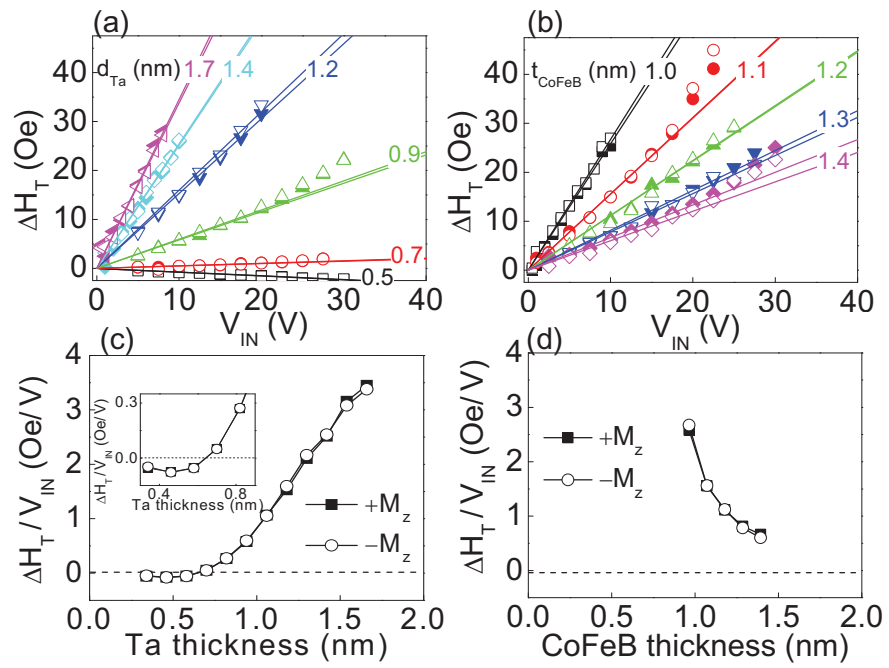 (a)
d_Ta (nm)
1.7
1.4
1.2
0.9
0.7
0.5
40
30
20
10
0
ΔH_T (Oe)
0 10 20 30 40
V_IN (V)
(b)
t_CoFeB (nm)
1.0
1.1
1.2
1.3
1.4
40
30
20
10
0
ΔH_T (Oe)
0 10 20 30 40
V_IN (V)
(c)
4
3
2
1
0
ΔH_T / V_IN (Oe/V)
0.3
0.0
ΔH_T / V_IN (Oe/V)
0.4 0.8
Ta thickness (nm)
+M_z
−M_z
0.0 0.5 1.0 1.5 2.0
Ta thickness (nm)
(d)
4
3
2
1
0
ΔH_T / V_IN (Oe/V)
+M_z
−M_z
0.0 0.5 1.0 1.5 2.0
CoFeB thickness (nm)